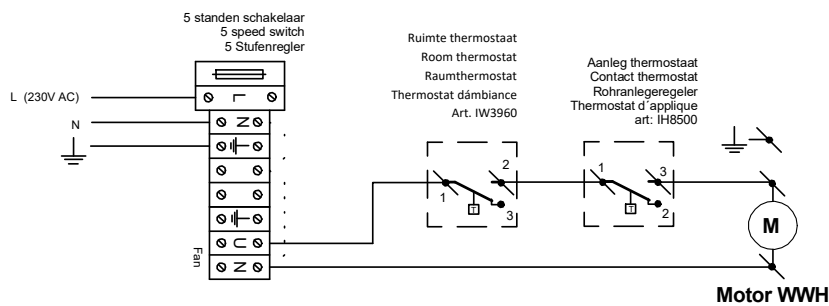 5 standen schakelaar
5 speed switch
5 Stufenregler
Ruimte thermostaat
Room thermostat
Raumthermostat
Thermostat dámbiance
Art. IW3960
Aanleg thermostaat
Contact thermostat
Rohranlegeregeler
Thermostat d´applique
art: IH8500
L (230V AC)
L
N
N
1
2
3
T
1
3
2
T
M
U
N
Fan
Motor WWH